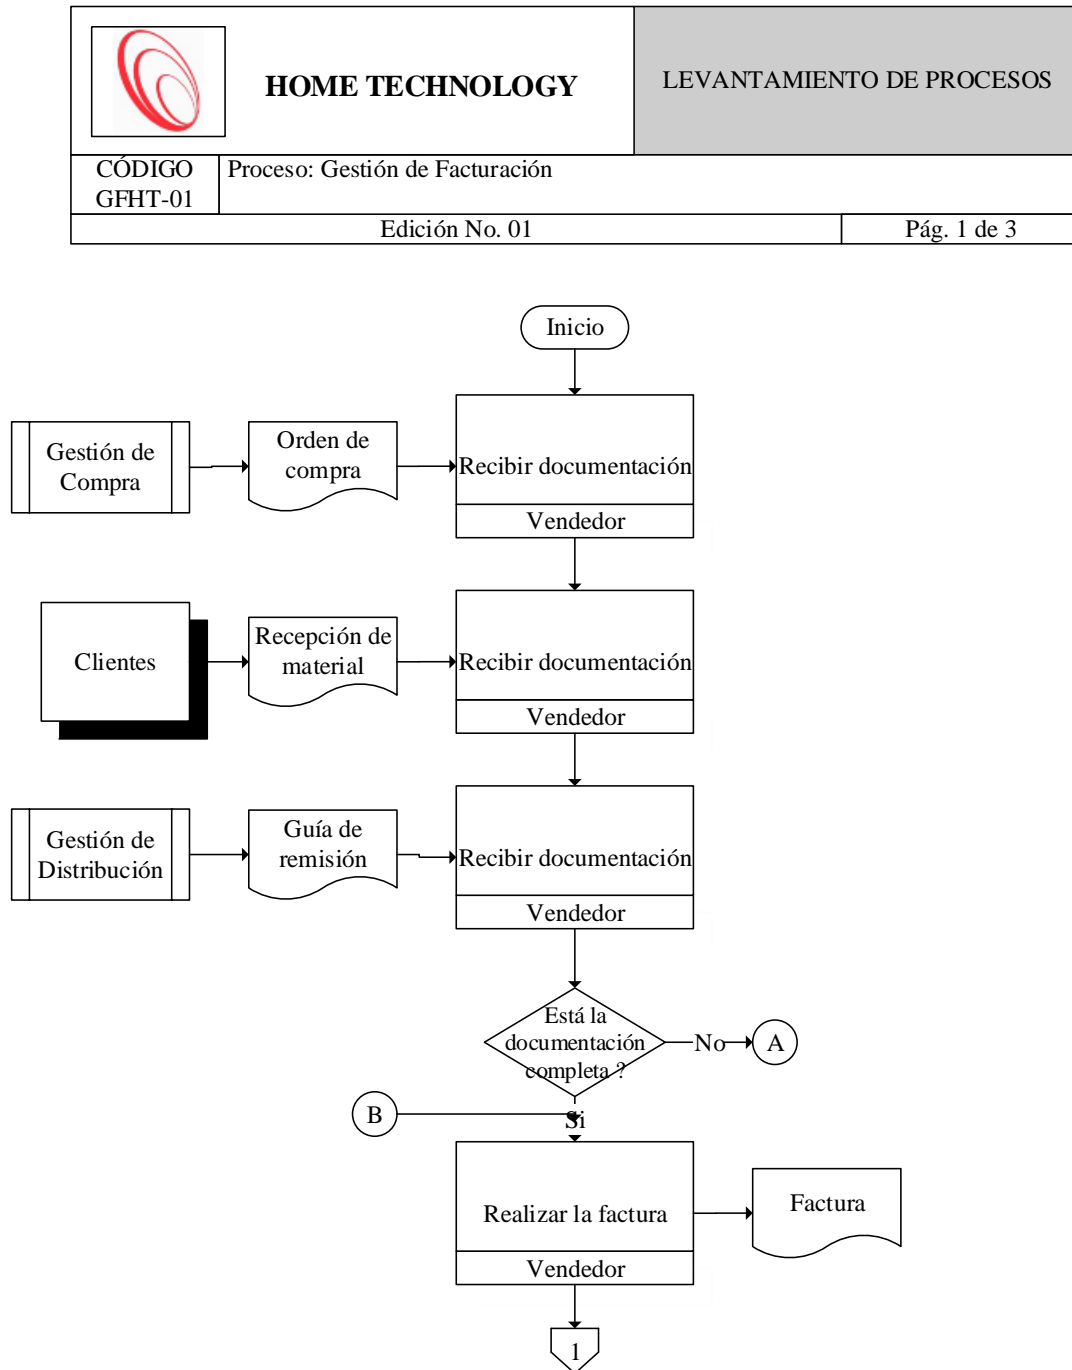 HOME TECHNOLOGY
LEVANTAMIENTO DE PROCESOS
CÓDIGO
GFHT-01
Proceso: Gestión de Facturación
Edición No. 01
Pág. 1 de 3
Inicio
Gestión de
Compra
Orden de
compra
Recibir documentación
Vendedor
Clientes
Recepción de
material
Recibir documentación
Vendedor
Gestión de
Distribución
Guía de
remisión
Recibir documentación
Vendedor
Está la
documentación
completa ?
No
A
B
Si
Realizar la factura
Vendedor
Factura
1